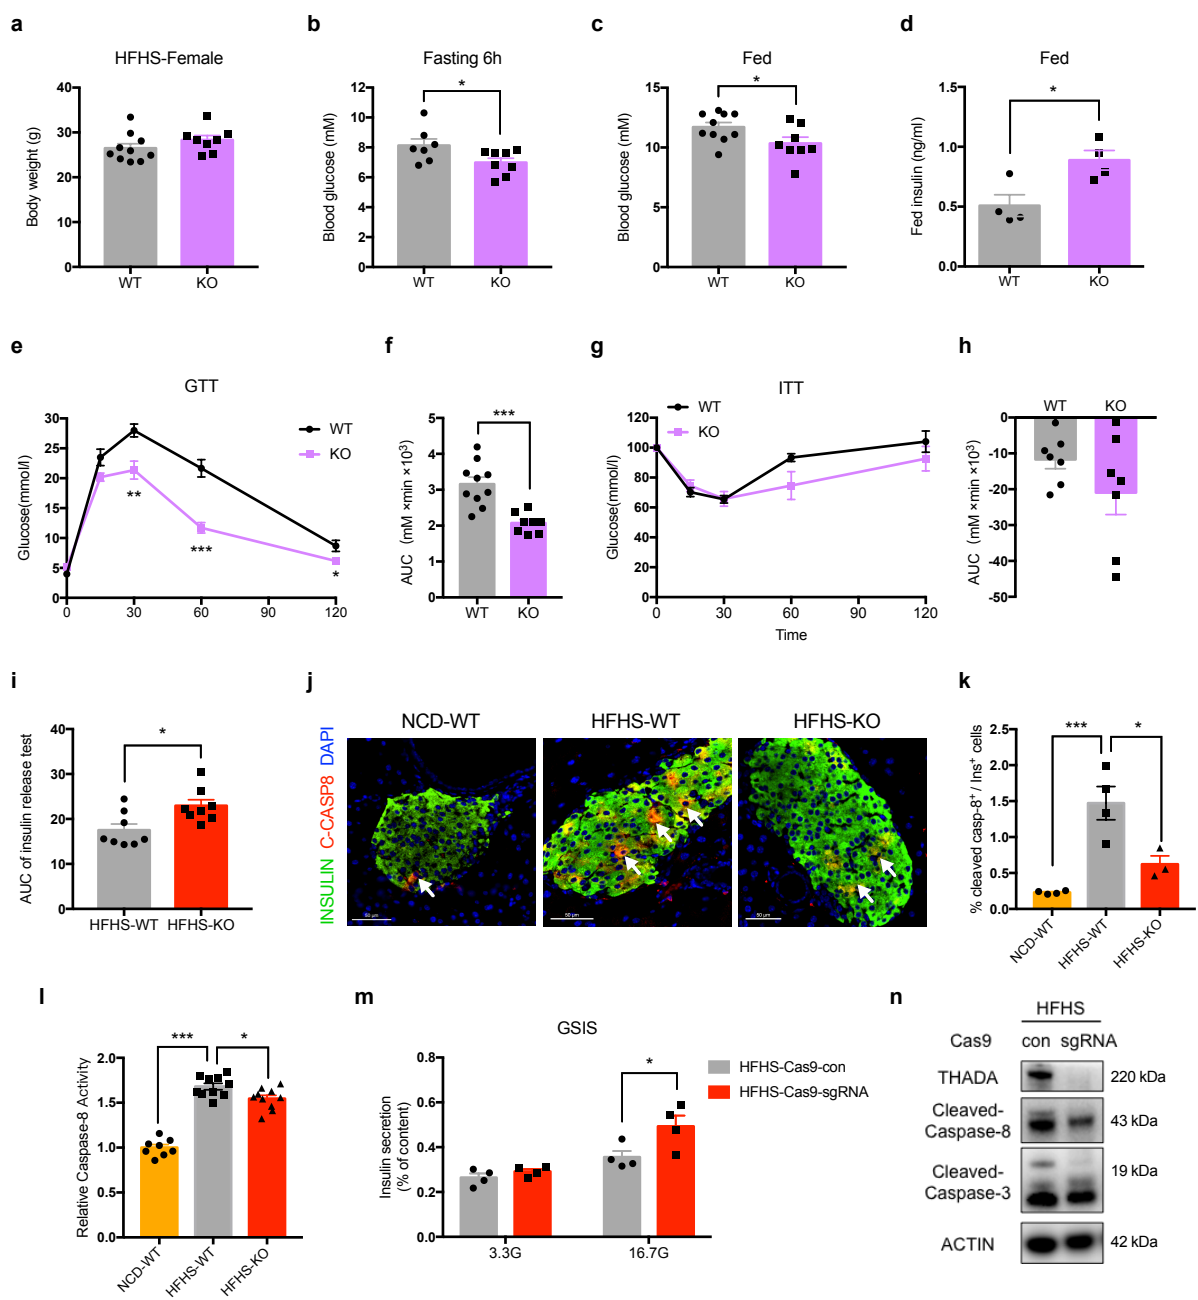 a
HFHS-Female
Body weight (g)
40
30
20
10
0
WT
KO
b
Fasting 6h
*
Blood glucose (mM)
12
10
8
6
4
2
0
WT
KO
c
Fed
*
Blood glucose (mM)
15
10
5
0
WT
KO
d
Fed
*
Fed insulin (ng/ml)
1.5
1.0
0.5
0.0
WT
KO
e
GTT
Glucose(mmol/l)
30
25
20
15
10
5
0
0
30
60
90
120
WT
KO
**
***
*
f
***
AUC (mM ×min ×10³)
5
4
3
2
1
0
WT
KO
g
ITT
WT
KO
Glucose(mmol/l)
120
100
80
60
40
20
0
0
30
60
90
120
Time
h
WT
KO
AUC (mM ×min ×10³)
0
-10
-20
-30
-40
-50
i
*
AUC of insulin release test
40
30
20
10
0
HFHS-WT
HFHS-KO
j
NCD-WT
HFHS-WT
HFHS-KO
INSULIN C-CASP8 DAPI
50 μm
50 μm
50 μm
k
***
*
% cleaved casp-8⁺ / Ins⁺ cells
2.5
2.0
1.5
1.0
0.5
0.0
NCD-WT
HFHS-WT
HFHS-KO
l
***
*
Relative Caspase-8 Activity
2.0
1.5
1.0
0.5
0.0
NCD-WT
HFHS-WT
HFHS-KO
m
GSIS
*
Insulin secretion
(% of content)
0.8
0.6
0.4
0.2
0.0
3.3G
16.7G
HFHS-Cas9-con
HFHS-Cas9-sgRNA
n
HFHS
Cas9 con sgRNA
THADA 220 kDa
Cleaved-
Caspase-8 43 kDa
Cleaved-
Caspase-3 19 kDa
ACTIN 42 kDa